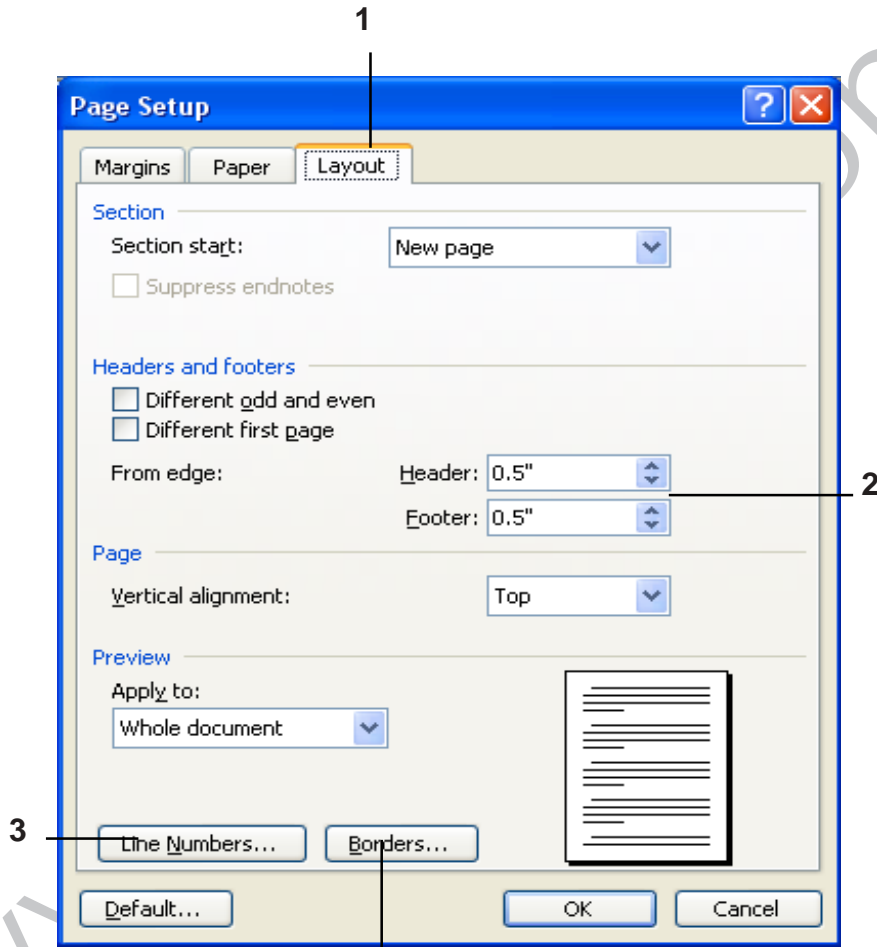 1
Page Setup
Margins Paper Layout
Section
Section start: New page
Suppress endnotes
Headers and footers
Different odd and even
Different first page
From edge: Header: 0.5"
2
Footer: 0.5"
Page
Vertical alignment: Top
Preview
Apply to:
Whole document
3
Line Numbers... Borders...
Default... OK Cancel